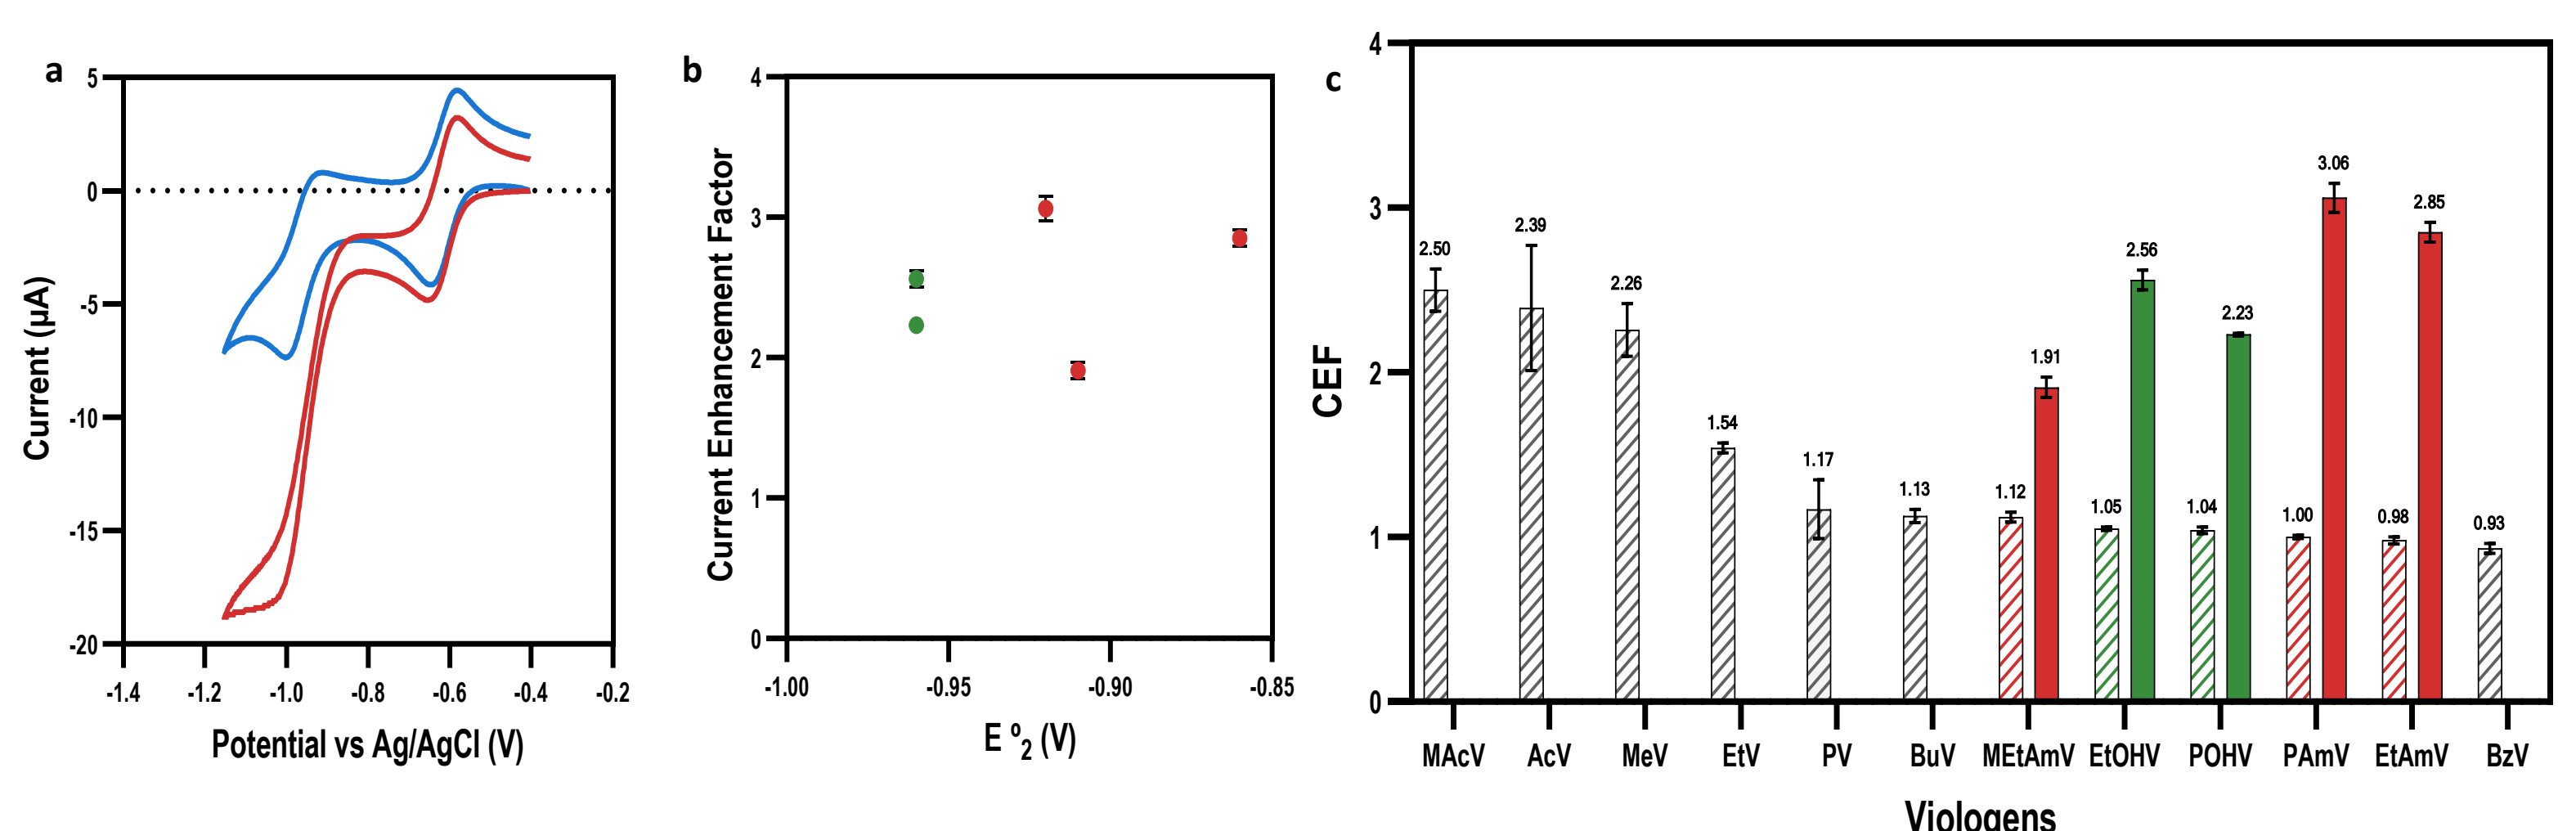 a
5
0
-5
-10
-15
-20
-1.4 -1.2 -1.0 -0.8 -0.6 -0.4 -0.2
Current (µA)
Potential vs Ag/AgCl (V)
b
4
3
2
1
0
-1.00 -0.95 -0.90 -0.85
Current Enhancement Factor
E º2 (V)
c
4
3
2
1
0
CEF
2.50
2.39
2.26
1.54
1.17
1.13
1.12
1.91
1.05
2.56
1.04
2.23
1.00
3.06
0.98
2.85
0.93
MAcV AcV MeV EtV PV BuV MEtAmV EtOHV POHV PAmV EtAmV BzV
Viologens